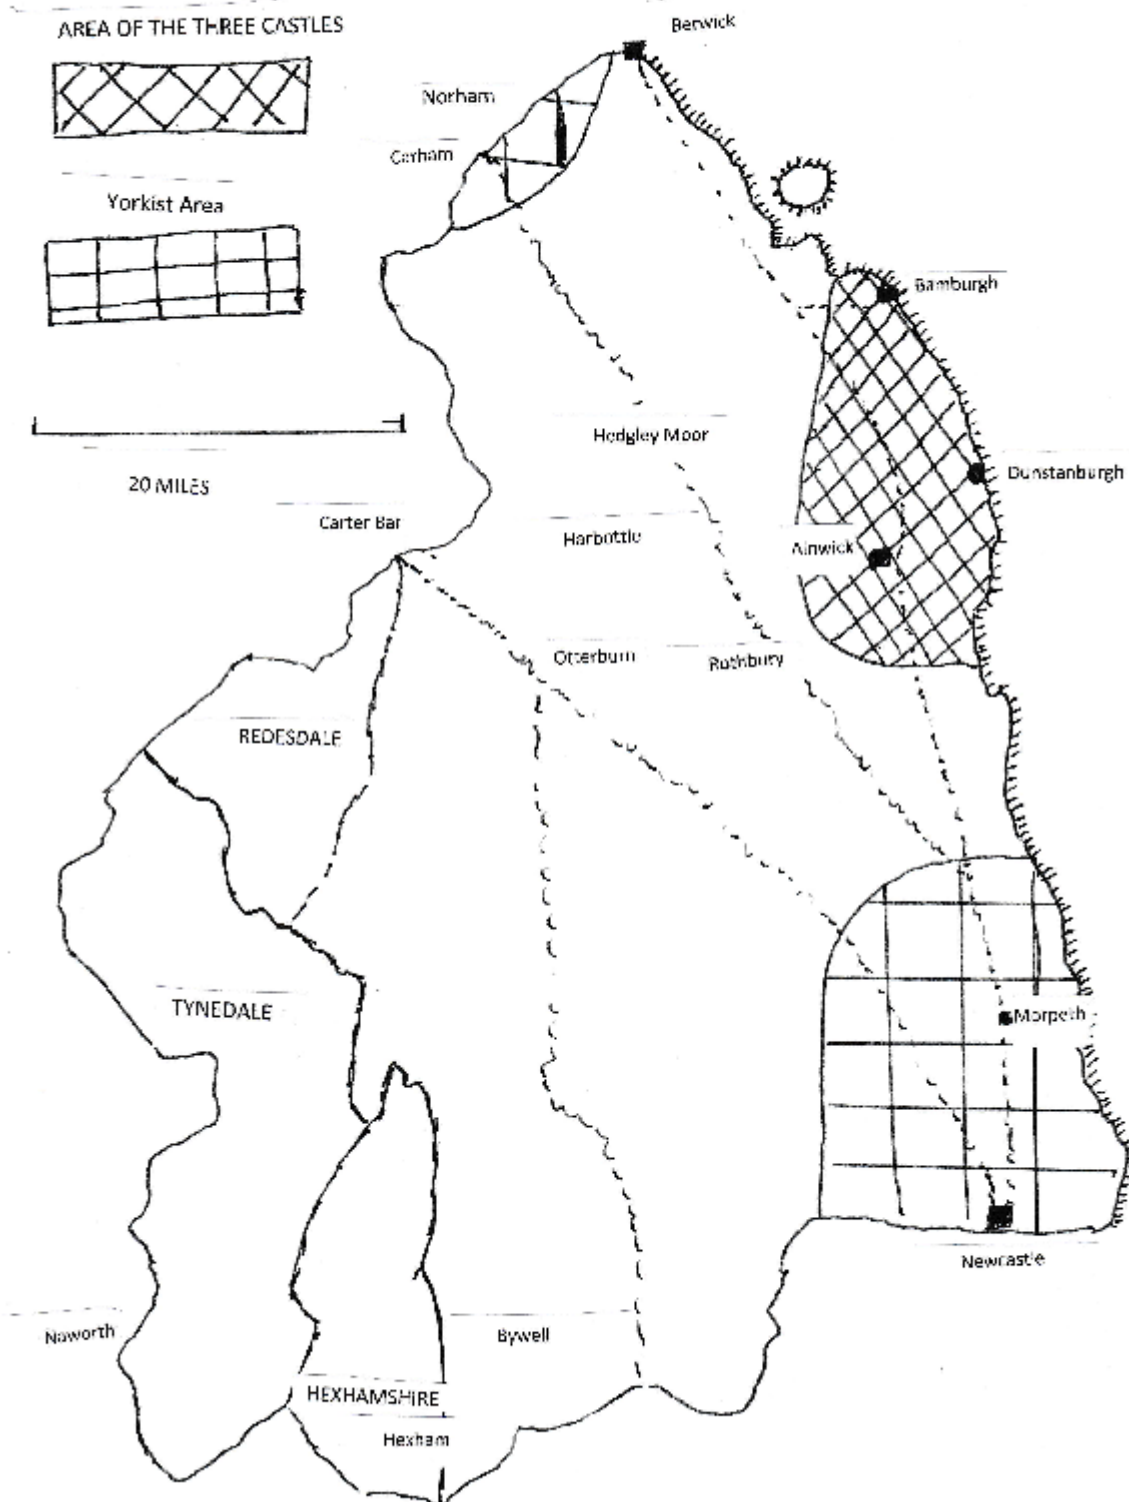 AREA OF THE THREE CASTLES
Berwick
Norham
Carham
Yorkist Area
Bamburgh
Hedgley Moor
Dunstanburgh
20 MILES
Carter Bar
Harbottle
Alnwick
Otterburn
Rothbury
REDESDALE
TYNEDALE
Morpeth
Newcastle
Naworth
Bywell
HEXHAMSHIRE
Hexham